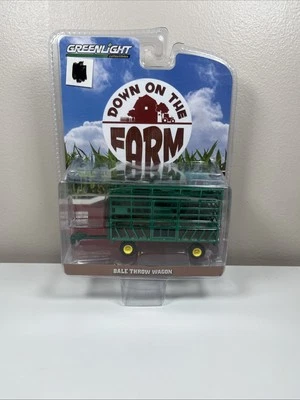 GREENLIGHT
DOWN ON THE
FARM
BALE THROW WAGON